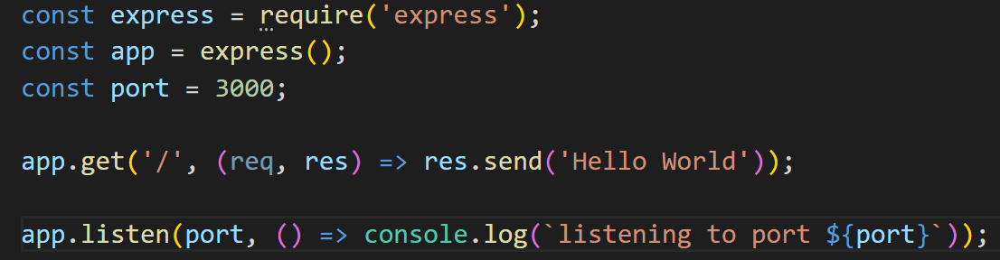 const express = require('express');
const app = express();
const port = 3000;
app.get('/', (req, res) => res.send('Hello World'));
app.listen(port, () => console.log(`listening to port ${port}`));